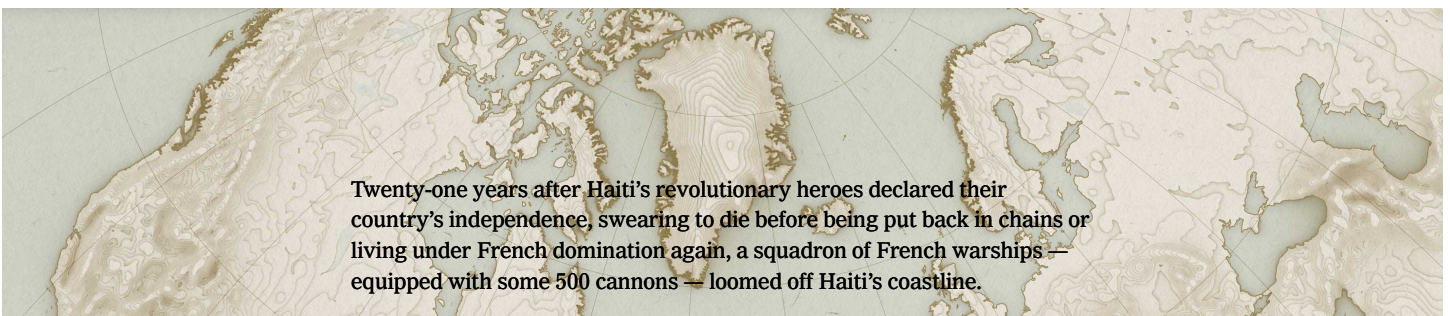 Twenty-one years after Haiti’s revolutionary heroes declared their
country’s independence, swearing to die before being put back in chains or
living under French domination again, a squadron of French warships —
equipped with some 500 cannons — loomed off Haiti’s coastline.